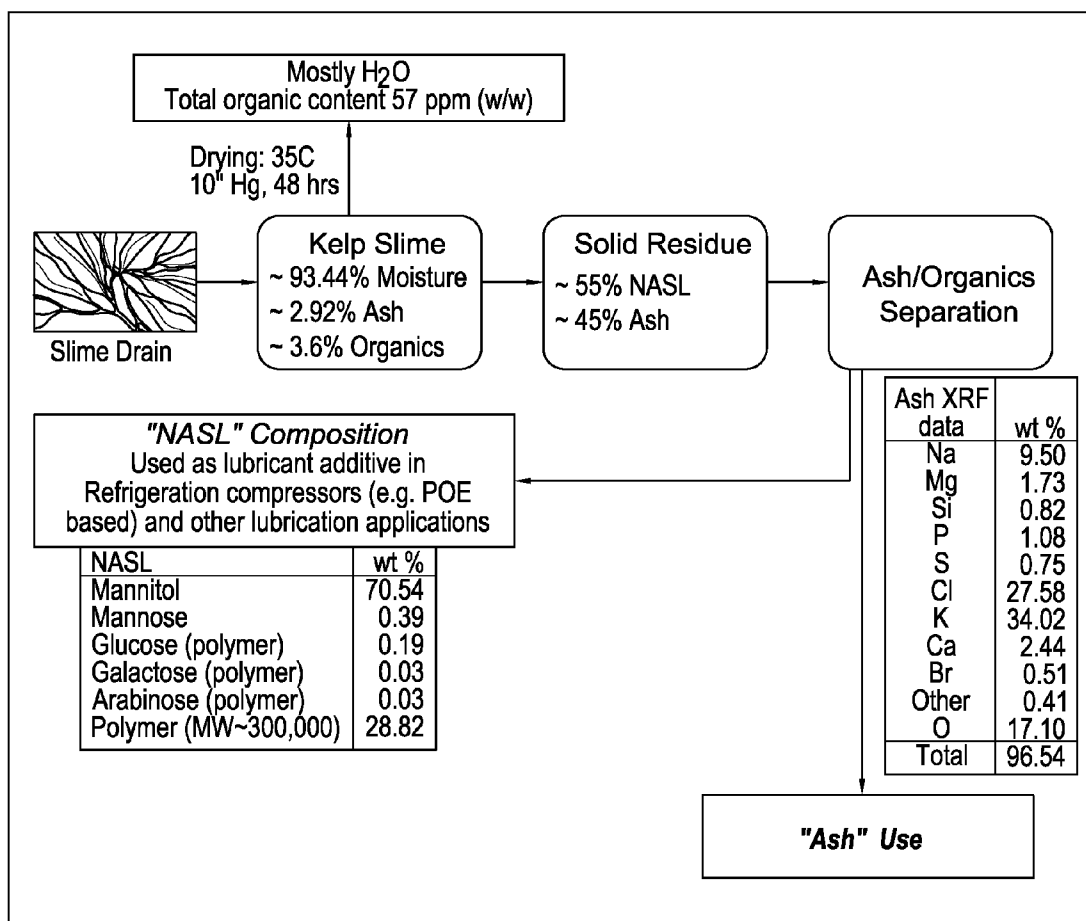 Mostly H2O
Total organic content 57 ppm (w/w)
Drying: 35C
10" Hg, 48 hrs
Slime Drain
Kelp Slime
~ 93.44% Moisture
~ 2.92% Ash
~ 3.6% Organics
Solid Residue
~ 55% NASL
~ 45% Ash
Ash/Organics
Separation
"NASL" Composition
Used as lubricant additive in
Refrigeration compressors (e.g. POE
based) and other lubrication applications
NASL wt %
Mannitol 70.54
Mannose 0.39
Glucose (polymer) 0.19
Galactose (polymer) 0.03
Arabinose (polymer) 0.03
Polymer (MW~300,000) 28.82
Ash XRF
data wt %
Na 9.50
Mg 1.73
Si 0.82
P 1.08
S 0.75
Cl 27.58
K 34.02
Ca 2.44
Br 0.51
Other 0.41
O 17.10
Total 96.54
"Ash" Use